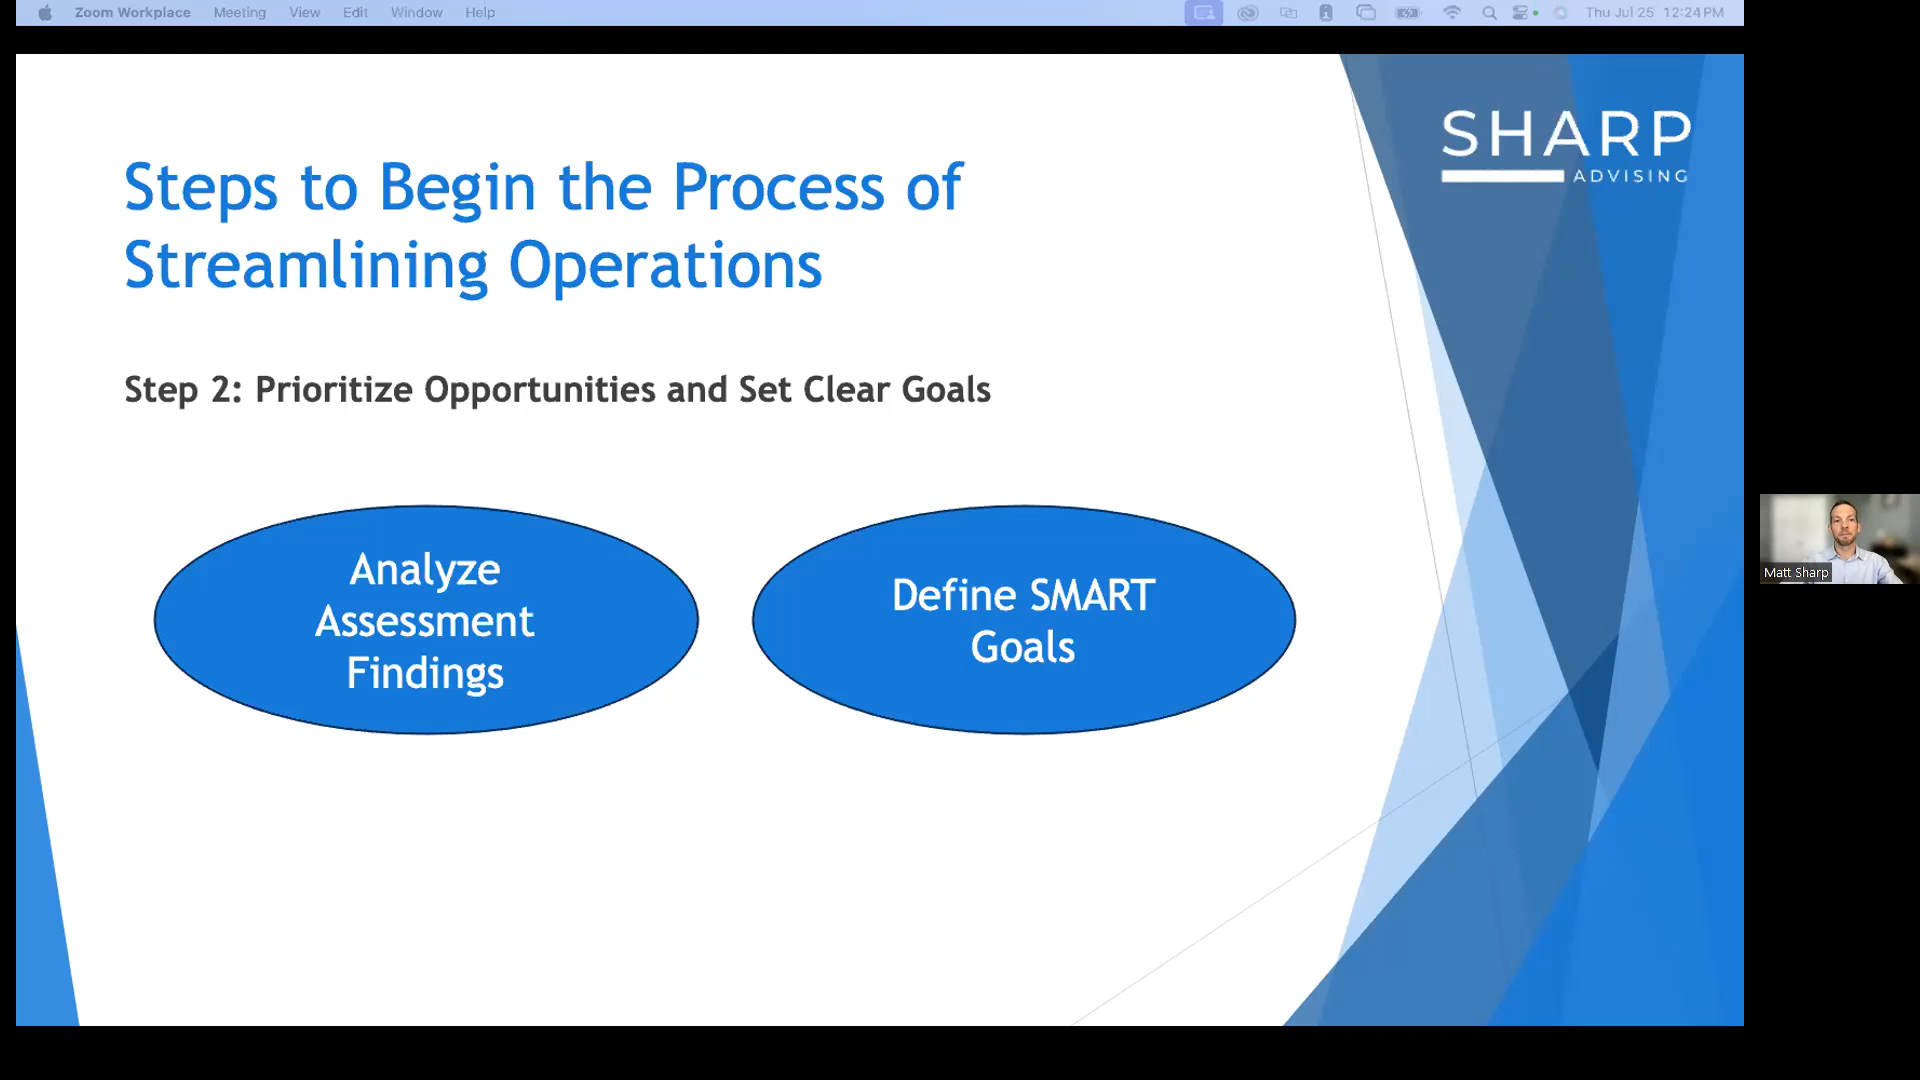 Zoom Workplace Meeting View Edit Window Help Thu Jul 25 12:24 PM
SHARP
ADVISING
Steps to Begin the Process of
Streamlining Operations
Step 2: Prioritize Opportunities and Set Clear Goals
Analyze
Assessment
Findings
Define SMART
Goals
Matt Sharp